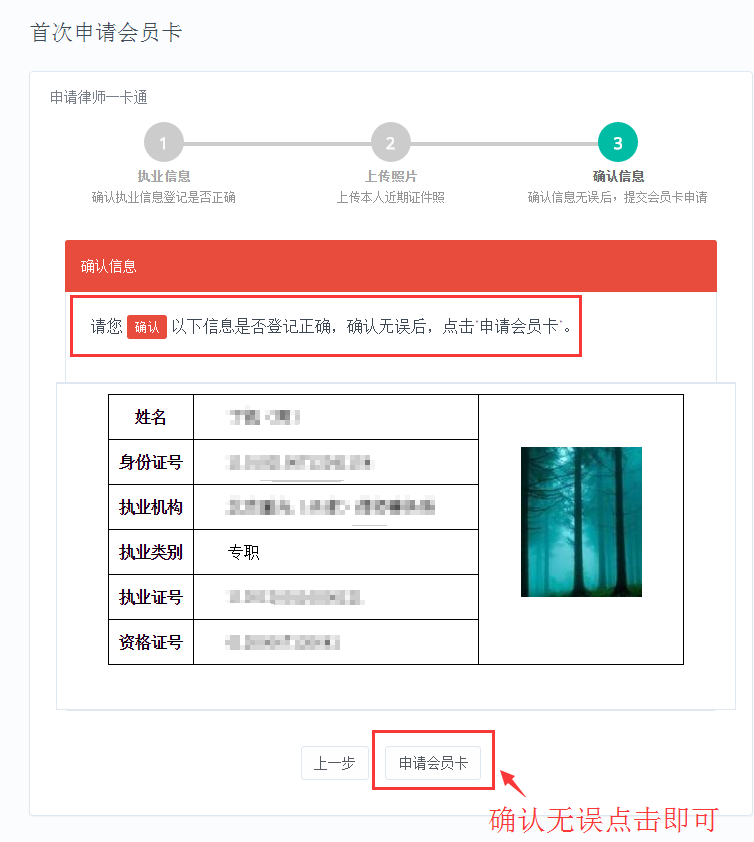 首次申请会员卡
申请律师一卡通
1 2 3
执业信息 上传照片 确认信息
确认执业信息登记是否正确 上传本人近期证件照 确认信息无误后，提交会员卡申请
确认信息
请您 确认 以下信息是否登记正确，确认无误后，点击"申请会员卡"。
姓名
身份证号
执业机构
执业类别 专职
执业证号
资格证号
上一步 申请会员卡
确认无误点击即可